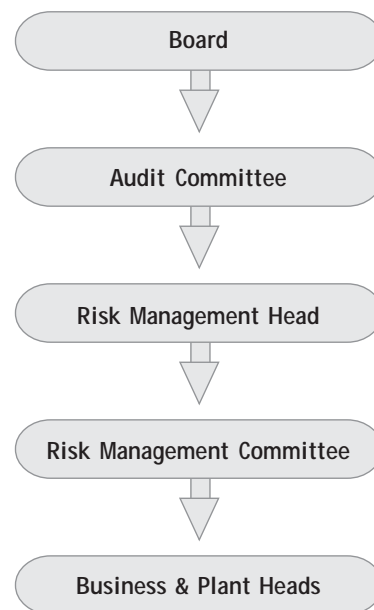 Board
Audit Committee
Risk Management Head
Risk Management Committee
Business & Plant Heads